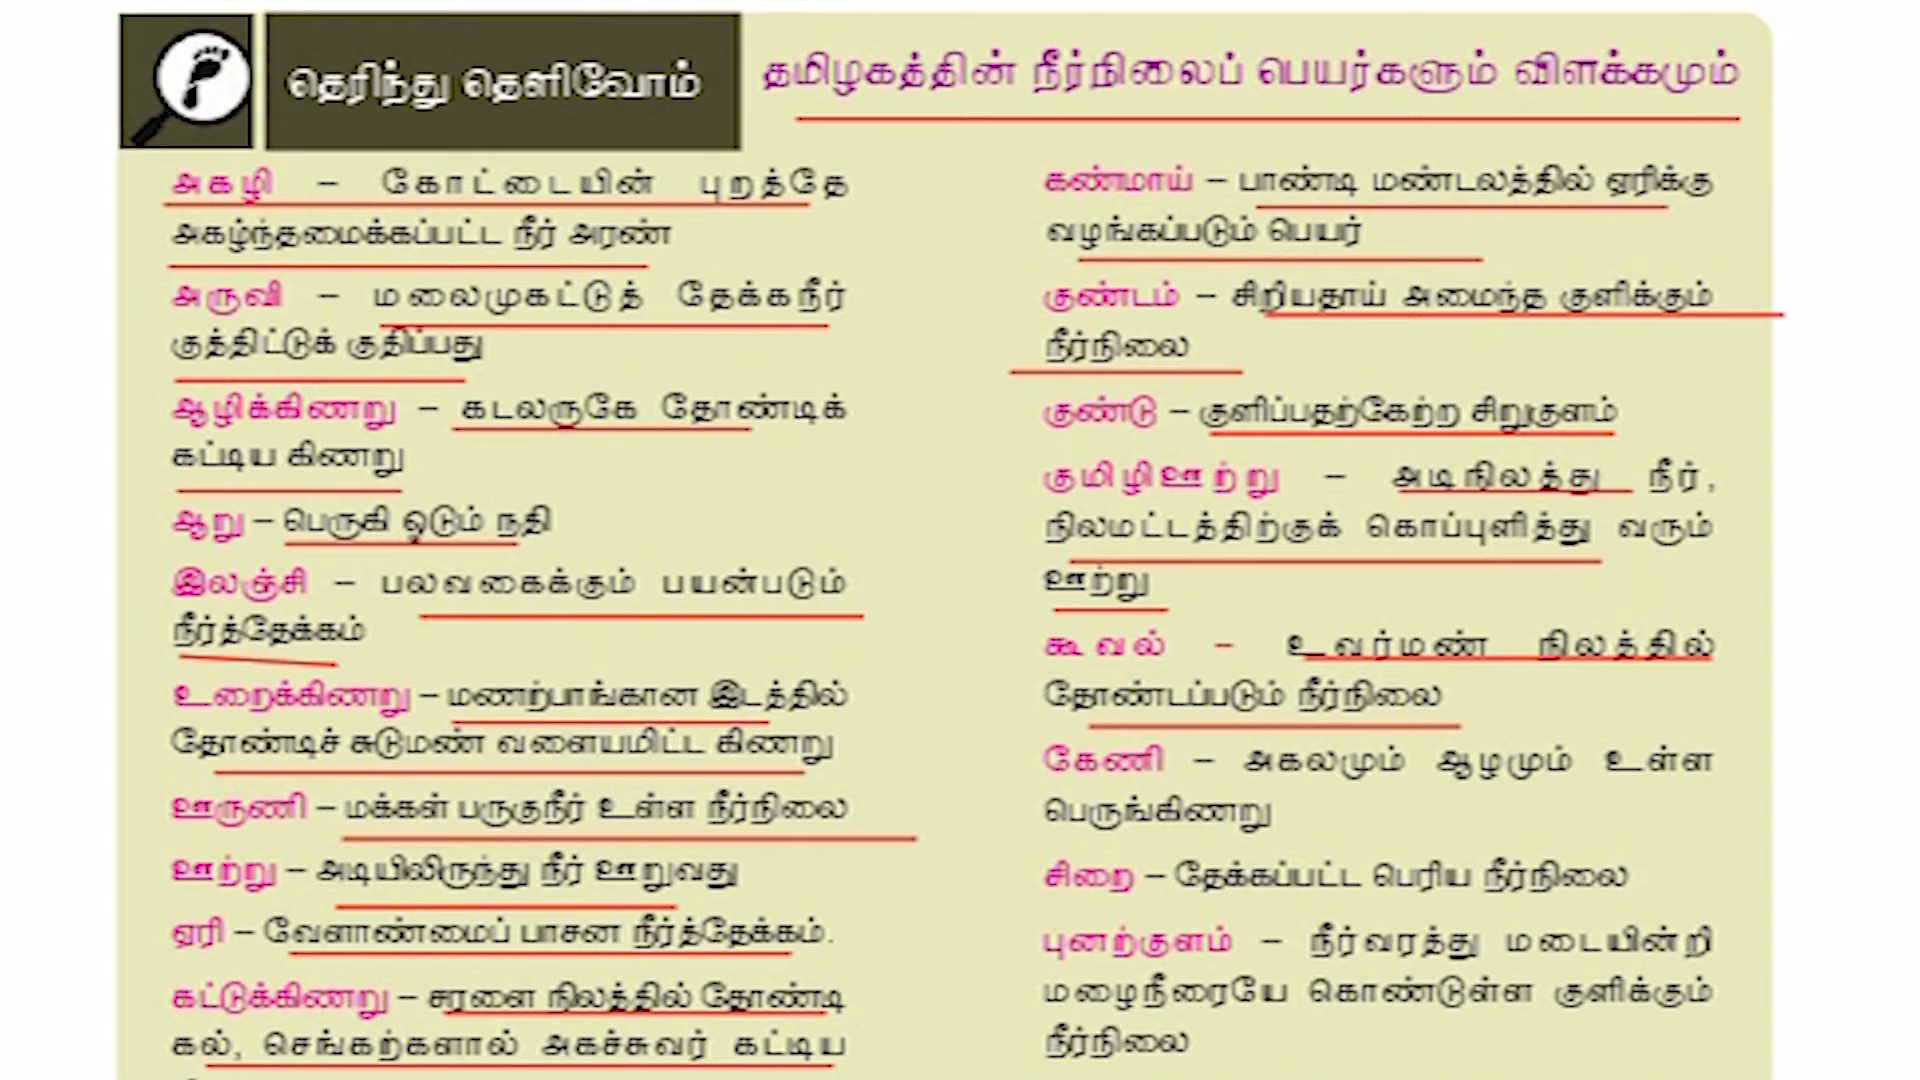 தெரிந்து தெளிவோம்
தமிழகத்தின் நீர்நிலைப் பெயர்களும் விளக்கமும்
அகழி – கோட்டையின் புறத்தே
அகழ்ந்தமைக்கப்பட்ட நீர் அரண்
அருவி – மலைமுகட்டுத் தேக்கநீர்
குத்திட்டுக் குதிப்பது
ஆழிக்கிணறு – கடலருகே தோண்டிக்
கட்டிய கிணறு
ஆறு – பெருகி ஓடும் நதி
இலஞ்சி – பலவகைக்கும் பயன்படும்
நீர்த்தேக்கம்
உறைக்கிணறு – மணற்பாங்கான இடத்தில்
தோண்டிச் சுடுமண் வளையமிட்ட கிணறு
ஊருணி – மக்கள் பருகுநீர் உள்ள நீர்நிலை
ஊற்று – அடியிலிருந்து நீர் ஊறுவது
ஏரி – வேளாண்மைப் பாசன நீர்த்தேக்கம்.
கட்டுக்கிணறு – சரளை நிலத்தில் தோண்டி
கல், செங்கற்களால் அகச்சுவர் கட்டிய
கண்மாய் – பாண்டி மண்டலத்தில் ஏரிக்கு
வழங்கப்படும் பெயர்
குண்டம் – சிறியதாய் அமைந்த குளிக்கும்
நீர்நிலை
குண்டு – குளிப்பதற்கேற்ற சிறுகுளம்
குமிழிஊற்று – அடிநிலத்து நீர்,
நிலமட்டத்திற்குக் கொப்புளித்து வரும்
ஊற்று
கூவல் – உவர்மண் நிலத்தில்
தோண்டப்படும் நீர்நிலை
கேணி – அகலமும் ஆழமும் உள்ள
பெருங்கிணறு
சிறை – தேக்கப்பட்ட பெரிய நீர்நிலை
புனற்குளம் – நீர்வரத்து மடையின்றி
மழைநீரையே கொண்டுள்ள குளிக்கும்
நீர்நிலை